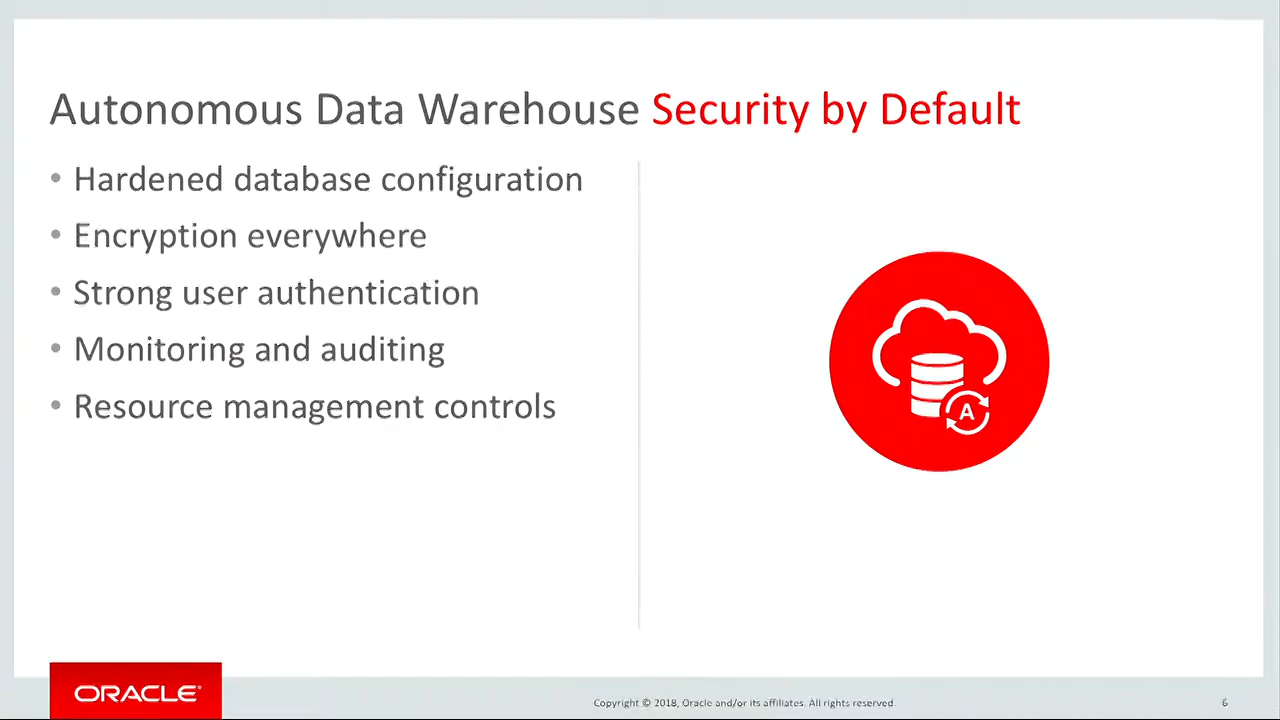 Autonomous Data Warehouse Security by Default
• Hardened database configuration
• Encryption everywhere
• Strong user authentication
• Monitoring and auditing
• Resource management controls
A
ORACLE®
Copyright © 2018, Oracle and/or its affiliates. All rights reserved.
6